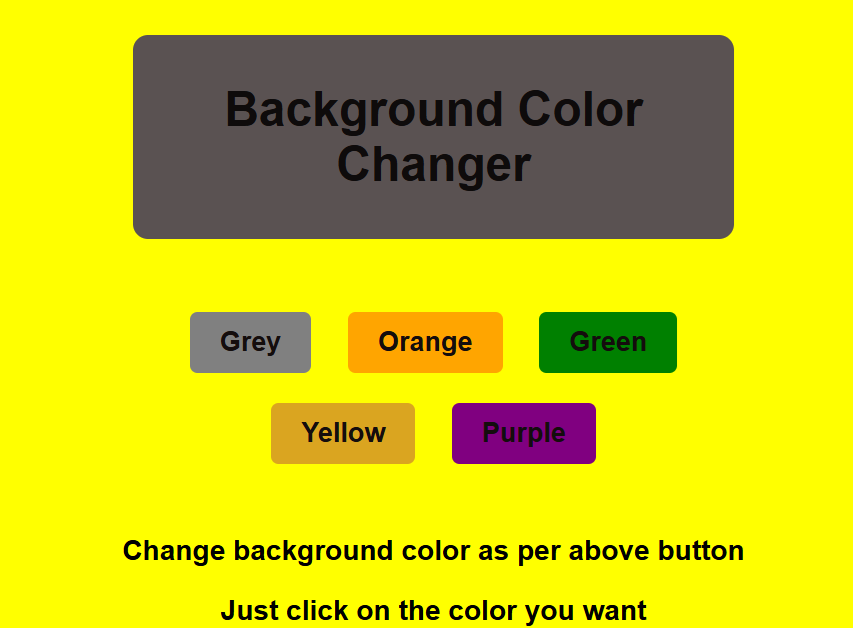 Background Color
Changer
Grey Orange Green
Yellow Purple
Change background color as per above button
Just click on the color you want